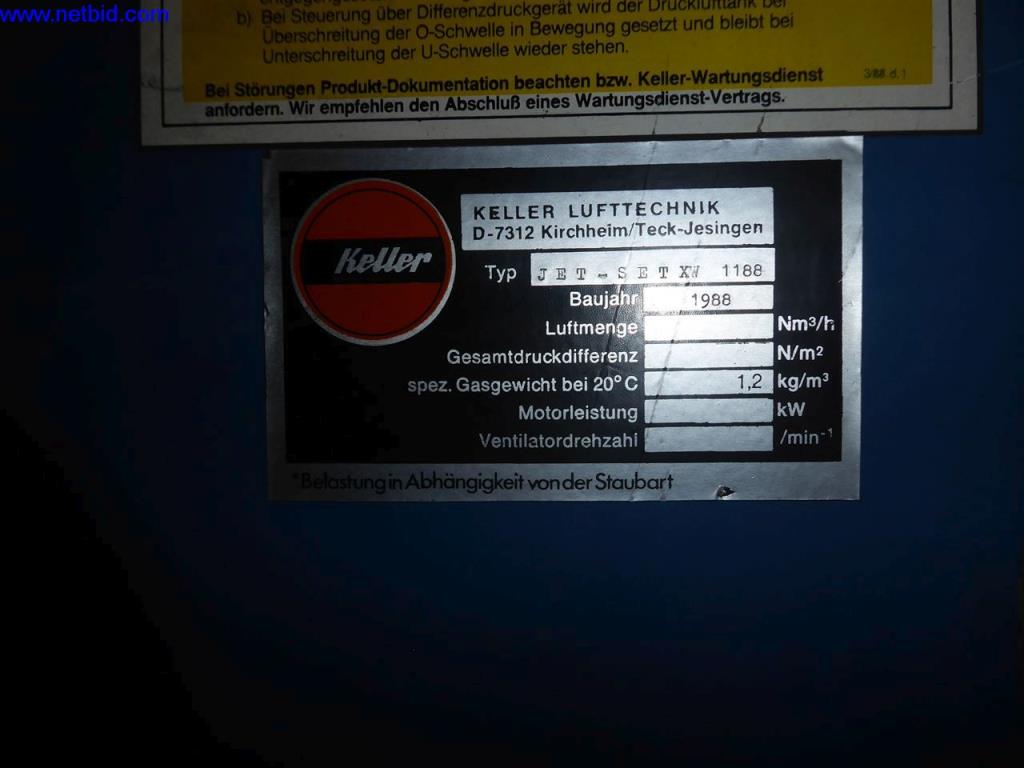 www.netbid.com
b) Bei Steuerung über Differenzdruckgerät wird der Drucklufttank bei
Überschreitung der O-Schwelle in Bewegung gesetzt und bleibt bei
Unterschreitung der U-Schwelle wieder stehen.
Bei Störungen Produkt-Dokumentation beachten bzw. Keller-Wartungsdienst
anfordern. Wir empfehlen den Abschluß eines Wartungsdienst-Vertrags.
3/88.d.1
Keller
KELLER LUFTTECHNIK
D-7312 Kirchheim/Teck-Jesingen
Typ JET-SET XW 1188
Baujahr 1988
Luftmenge Nm³/h
Gesamtdruckdifferenz N/m²
spez. Gasgewicht bei 20°C 1,2 kg/m³
Motorleistung kW
Ventilatordrehzahl /min⁻¹
*Belastung in Abhängigkeit von der Staubart